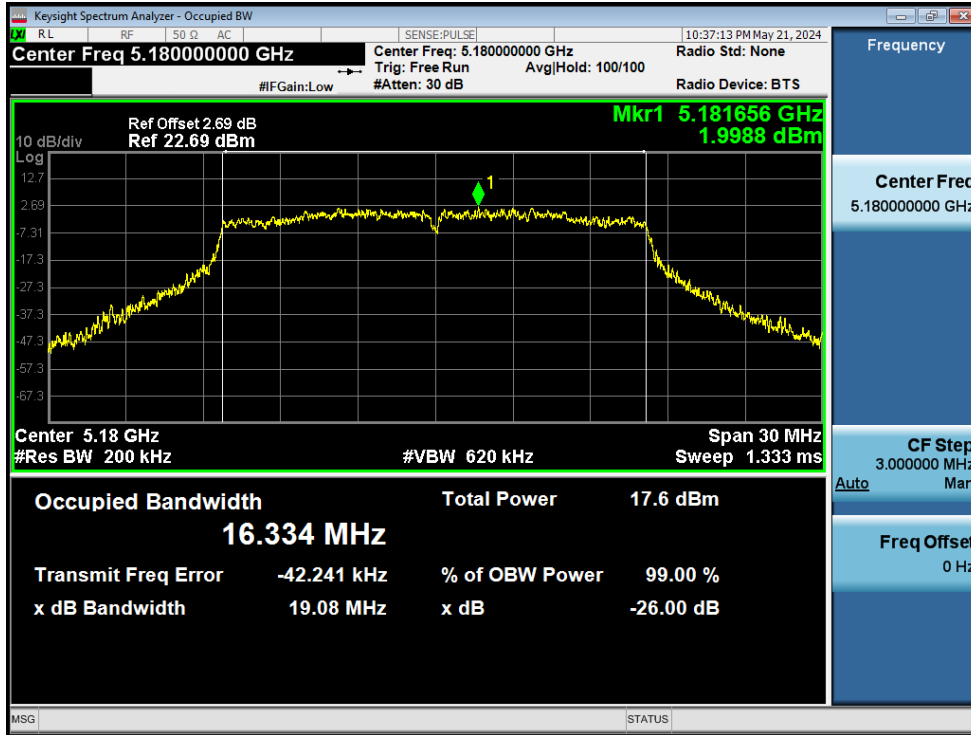 Keysight Spectrum Analyzer - Occupied BW
LXI RL RF 50 Ω AC SENSE:PULSE 10:37:13 PM May 21, 2024
Center Freq 5.180000000 GHz
Center Freq: 5.180000000 GHz Radio Std: None
Trig: Free Run Avg|Hold: 100/100
#IFGain:Low #Atten: 30 dB Radio Device: BTS
Frequency
Mkr1 5.181656 GHz
1.9988 dBm
Ref Offset 2.69 dB
10 dB/div Ref 22.69 dBm
Log
12.7
2.69
-7.31
-17.3
-27.3
-37.3
-47.3
-57.3
-67.3
1
Center Freq
5.180000000 GHz
Center 5.18 GHz Span 30 MHz
#Res BW 200 kHz #VBW 620 kHz Sweep 1.333 ms
CF Step
3.000000 MHz
Auto Man
Occupied Bandwidth Total Power 17.6 dBm
16.334 MHz
Transmit Freq Error -42.241 kHz % of OBW Power 99.00 %
x dB Bandwidth 19.08 MHz x dB -26.00 dB
Freq Offset
0 Hz
MSG STATUS